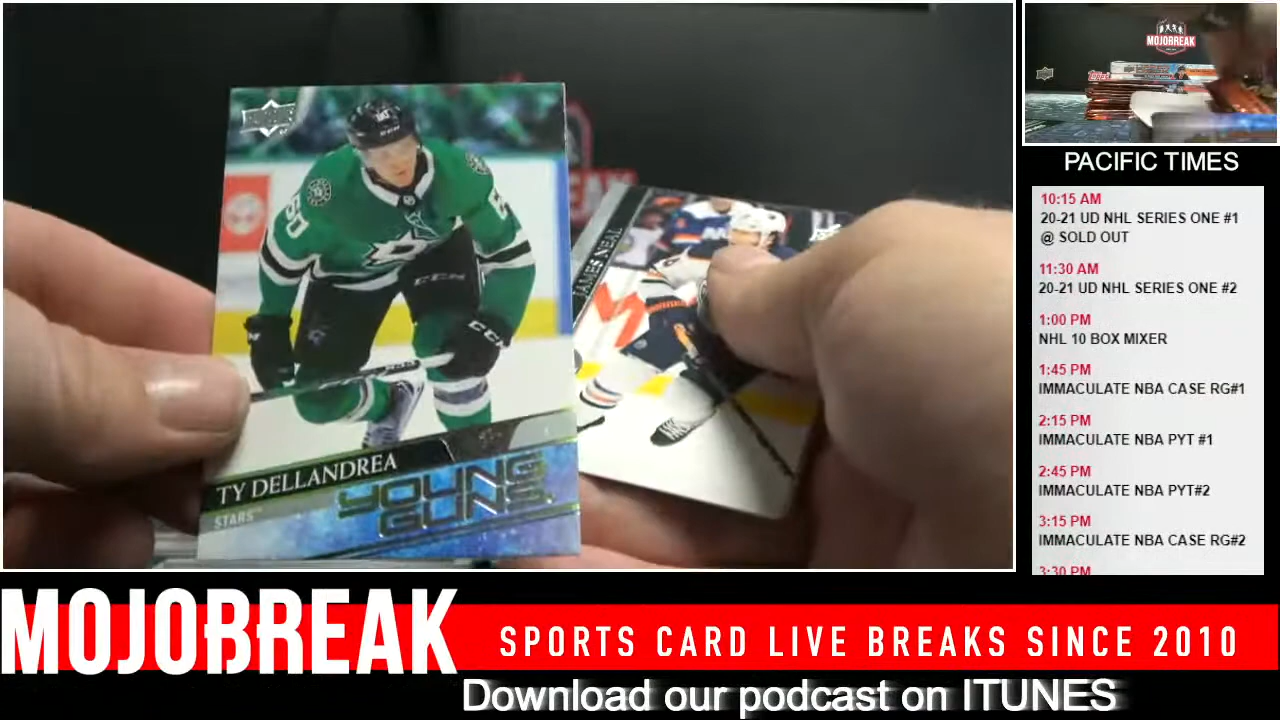 TY DELLANDREA
STARS
YOUNG
GUNS
50
CCM
CCM
JAMES NEAL
MOJOBREAK
Topps
PACIFIC TIMES
10:15 AM
20-21 UD NHL SERIES ONE #1
@ SOLD OUT
11:30 AM
20-21 UD NHL SERIES ONE #2
1:00 PM
NHL 10 BOX MIXER
1:45 PM
IMMACULATE NBA CASE RG#1
2:15 PM
IMMACULATE NBA PYT #1
2:45 PM
IMMACULATE NBA PYT#2
3:15 PM
IMMACULATE NBA CASE RG#2
3:30 PM
MOJOBREAK
SPORTS CARD LIVE BREAKS SINCE 2010
Download our podcast on ITUNES